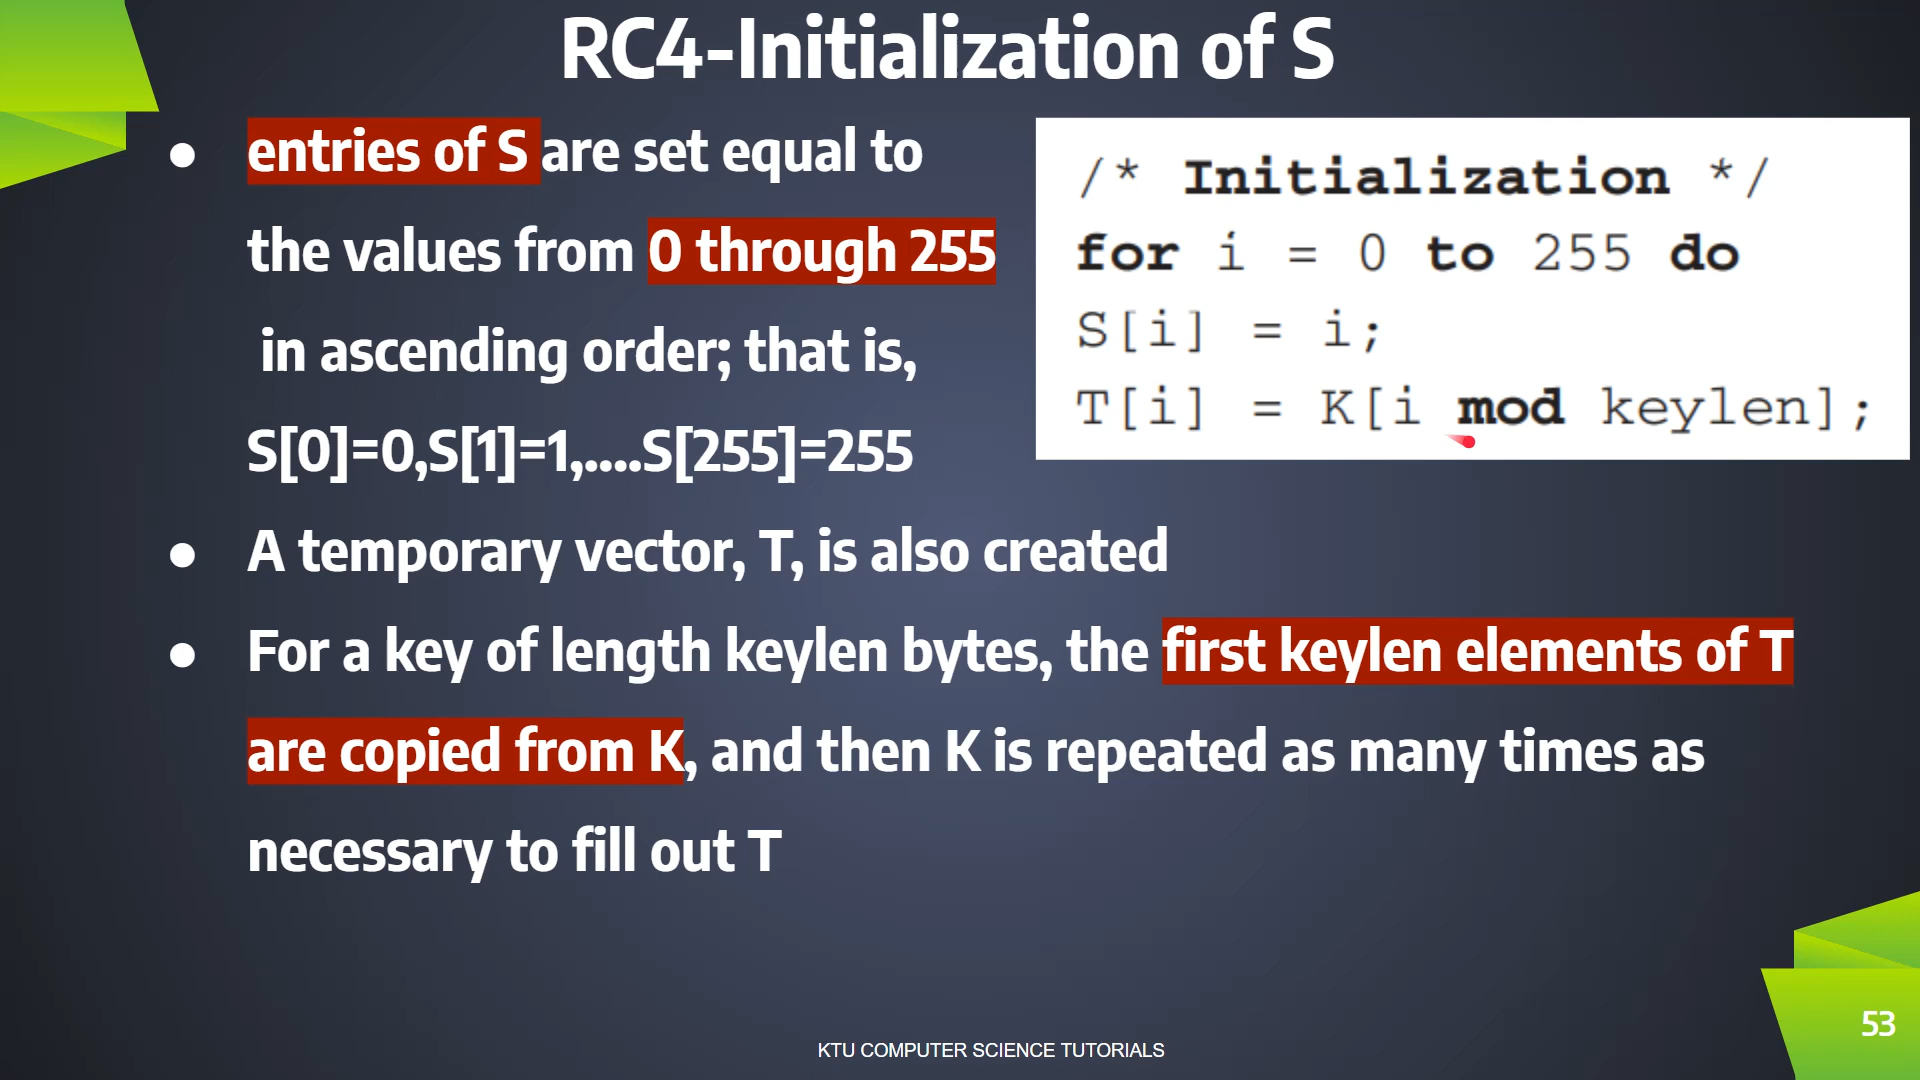 RC4-Initialization of S
● entries of S are set equal to
the values from 0 through 255
in ascending order; that is,
S[0]=0,S[1]=1,....S[255]=255
● A temporary vector, T, is also created
● For a key of length keylen bytes, the first keylen elements of T
are copied from K, and then K is repeated as many times as
necessary to fill out T
/* Initialization */
for i = 0 to 255 do
S[i] = i;
T[i] = K[i mod keylen];
KTU COMPUTER SCIENCE TUTORIALS
53